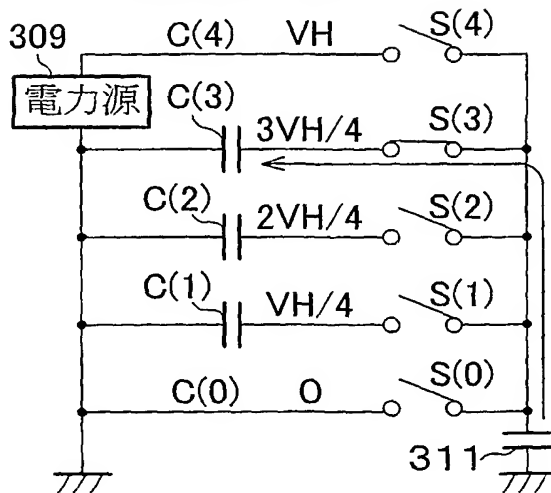 309
C(4) VH S(4)
電力源
C(3) 3VH/4 S(3)
C(2) 2VH/4 S(2)
C(1) VH/4 S(1)
C(0) O S(0)
311